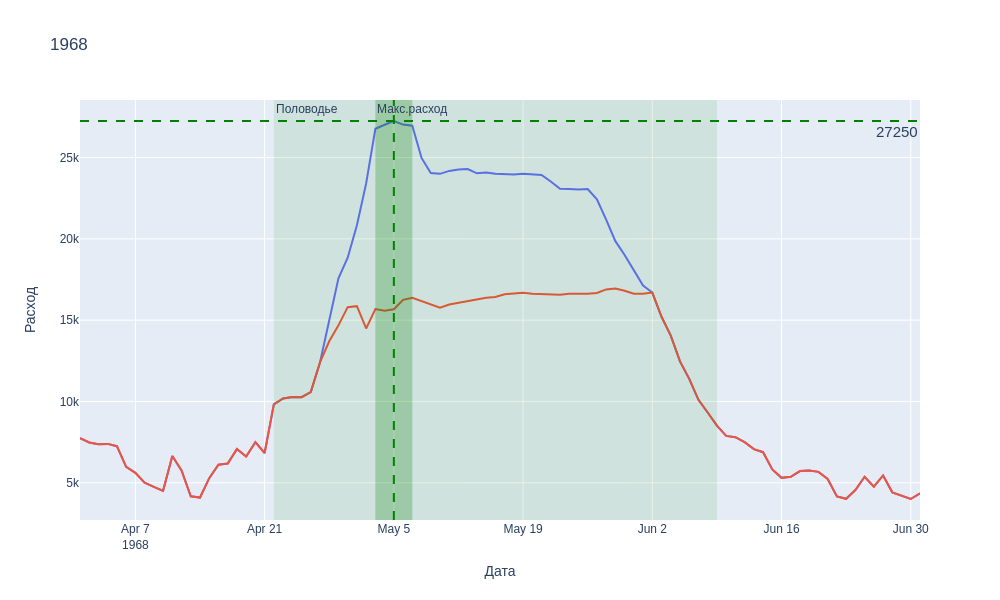 1968
Половодье
Макс.расход
27250
25k
20k
15k
10k
5k
Расход
Apr 7
1968
Apr 21
May 5
May 19
Jun 2
Jun 16
Jun 30
Дата